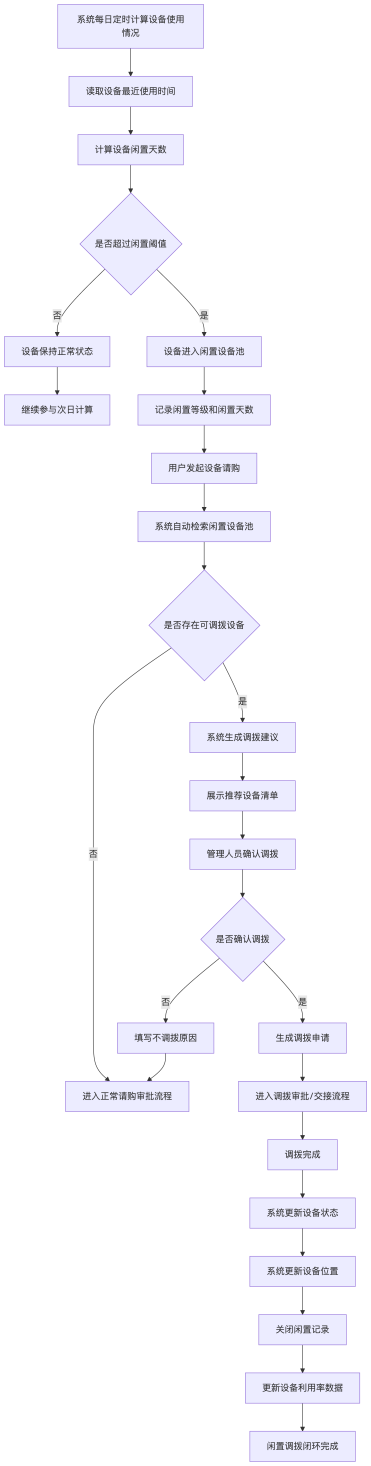 系统每日定时计算设备使用
情况
读取设备最近使用时间
计算设备闲置天数
是否超过闲置阈值
否
是
设备保持正常状态
设备进入闲置设备池
继续参与次日计算
记录闲置等级和闲置天数
用户发起设备请购
系统自动检索闲置设备池
是否存在可调拨设备
是
系统生成调拨建议
展示推荐设备清单
否
管理人员确认调拨
是否确认调拨
否
是
填写不调拨原因
生成调拨申请
进入正常请购审批流程
进入调拨审批/交接流程
调拨完成
系统更新设备状态
系统更新设备位置
关闭闲置记录
更新设备利用率数据
闲置调拨闭环完成